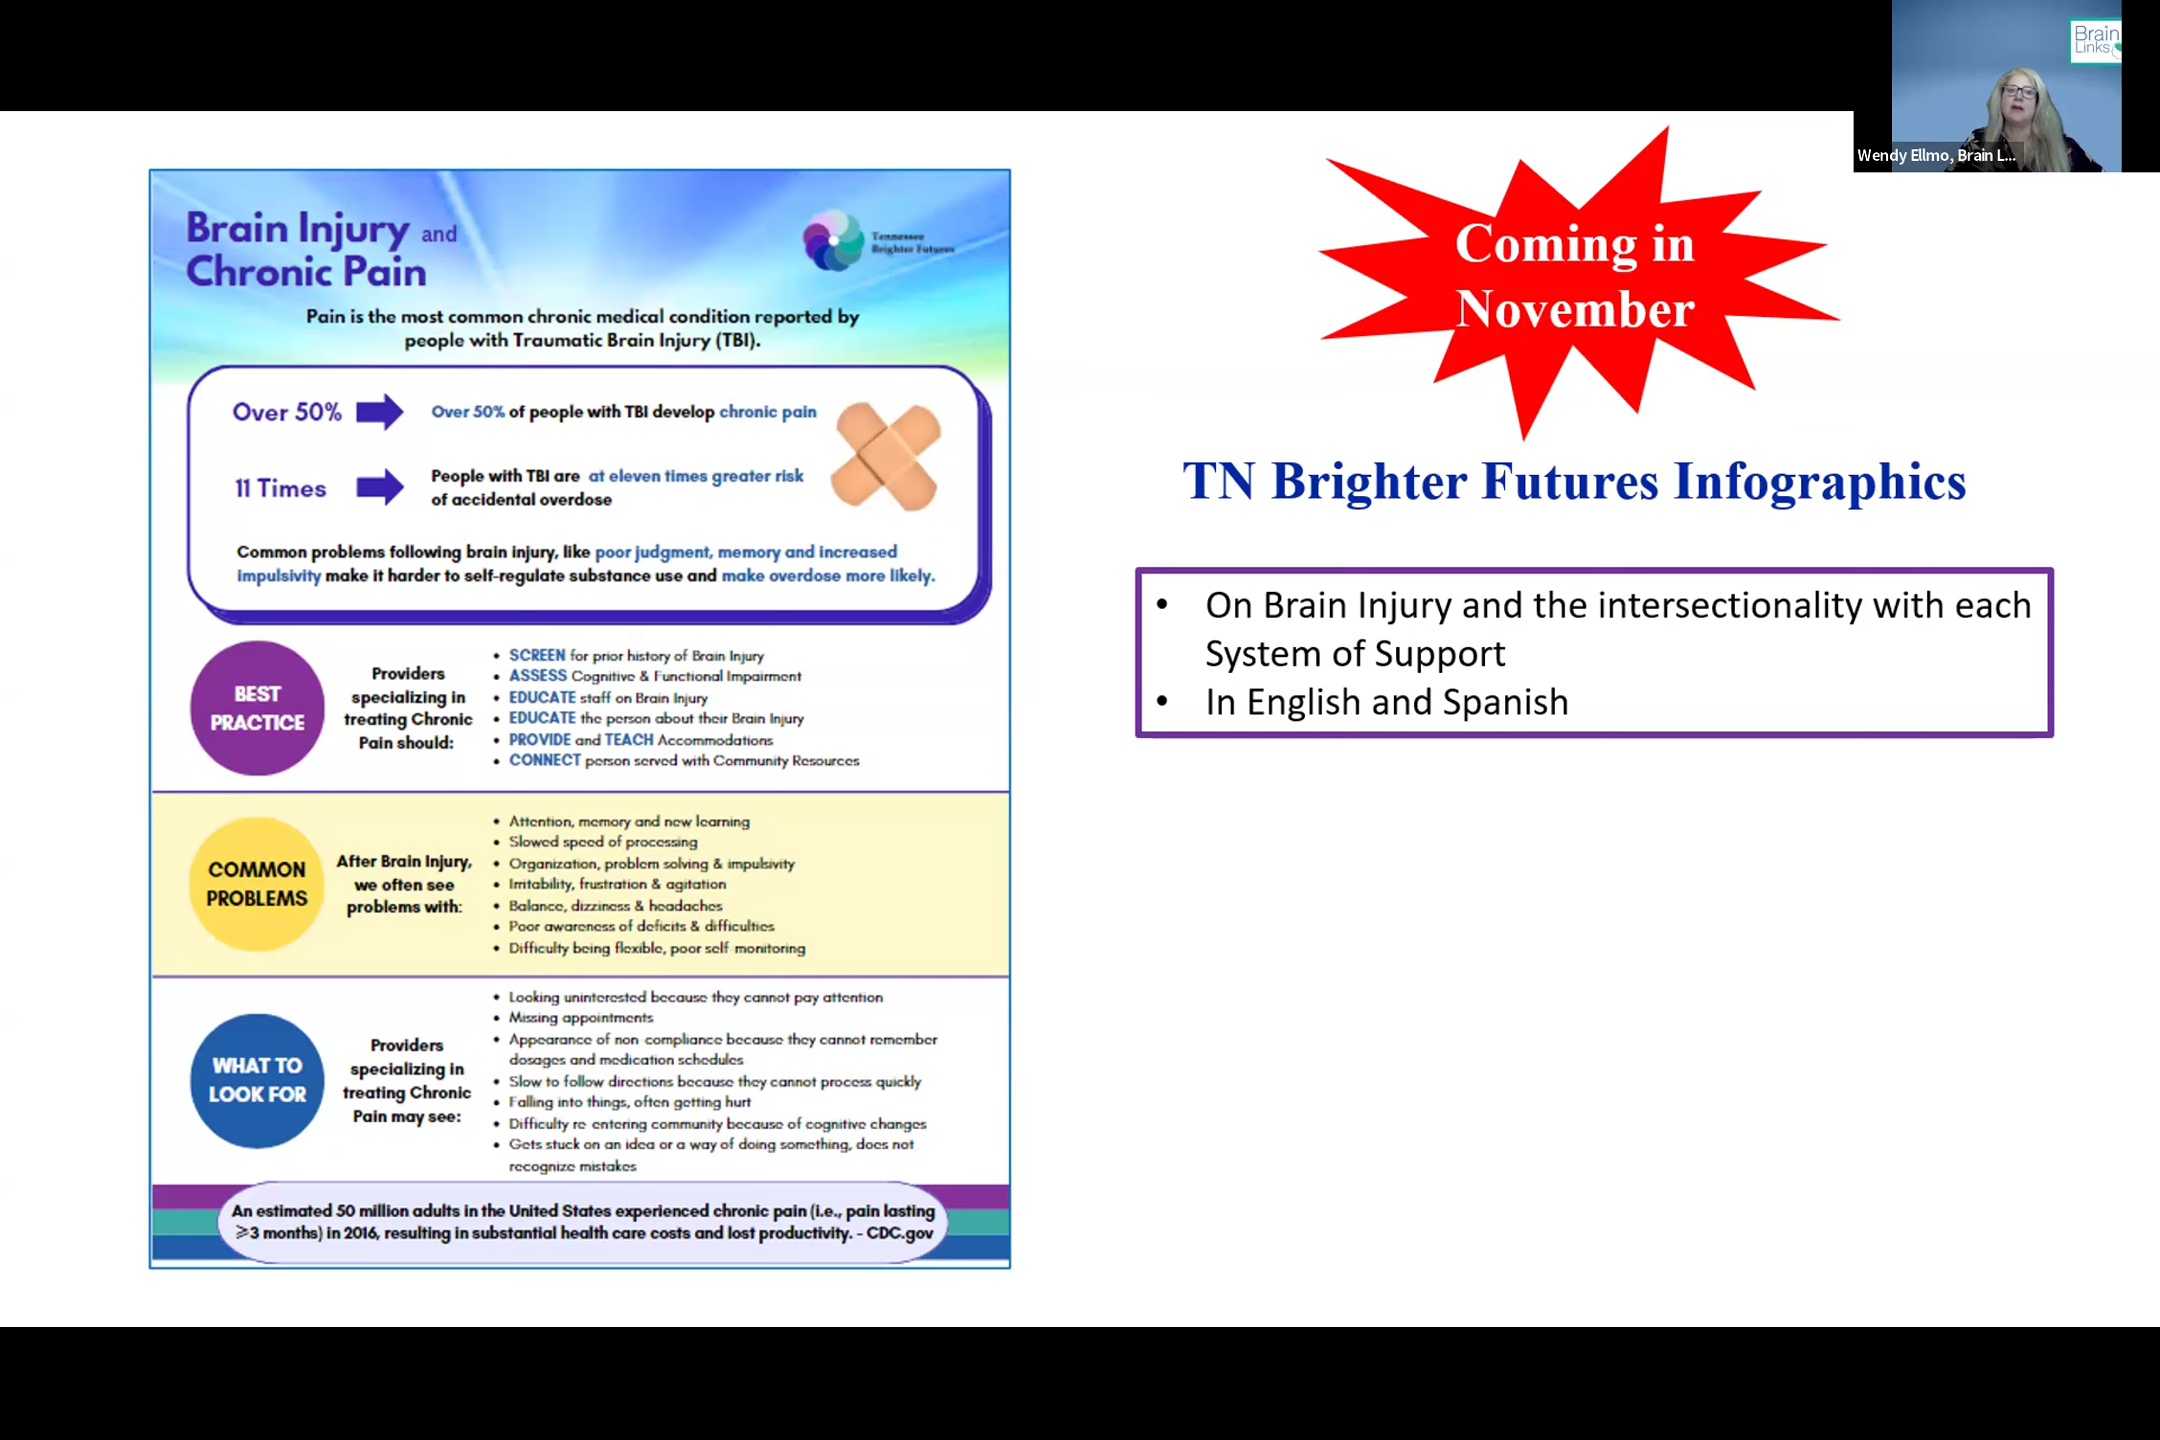 Brain
Links
Wendy Ellmo, Brain L...
Brain Injury and
Chronic Pain
Tennessee
Brighter Futures
Pain is the most common chronic medical condition reported by
people with Traumatic Brain Injury (TBI).
Over 50%
Over 50% of people with TBI develop chronic pain
11 Times
People with TBI are at eleven times greater risk
of accidental overdose
Common problems following brain injury, like poor judgment, memory and increased
impulsivity make it harder to self-regulate substance use and make overdose more likely.
BEST
PRACTICE
Providers
specializing in
treating Chronic
Pain should:
• SCREEN for prior history of Brain Injury
• ASSESS Cognitive & Functional Impairment
• EDUCATE staff on Brain Injury
• EDUCATE the person about their Brain Injury
• PROVIDE and TEACH Accommodations
• CONNECT person served with Community Resources
COMMON
PROBLEMS
After Brain Injury,
we often see
problems with:
• Attention, memory and new learning
• Slowed speed of processing
• Organization, problem solving & impulsivity
• Irritability, frustration & agitation
• Balance, dizziness & headaches
• Poor awareness of deficits & difficulties
• Difficulty being flexible, poor self-monitoring
WHAT TO
LOOK FOR
Providers
specializing in
treating Chronic
Pain may see:
• Looking uninterested because they cannot pay attention
• Missing appointments
• Appearance of non-compliance because they cannot remember
dosages and medication schedules
• Slow to follow directions because they cannot process quickly
• Falling into things, often getting hurt
• Difficulty re-entering community because of cognitive changes
• Gets stuck on an idea or a way of doing something, does not
recognize mistakes
An estimated 50 million adults in the United States experienced chronic pain (i.e., pain lasting
≥3 months) in 2016, resulting in substantial health care costs and lost productivity. - CDC.gov
Coming in
November
TN Brighter Futures Infographics
• On Brain Injury and the intersectionality with each
System of Support
• In English and Spanish